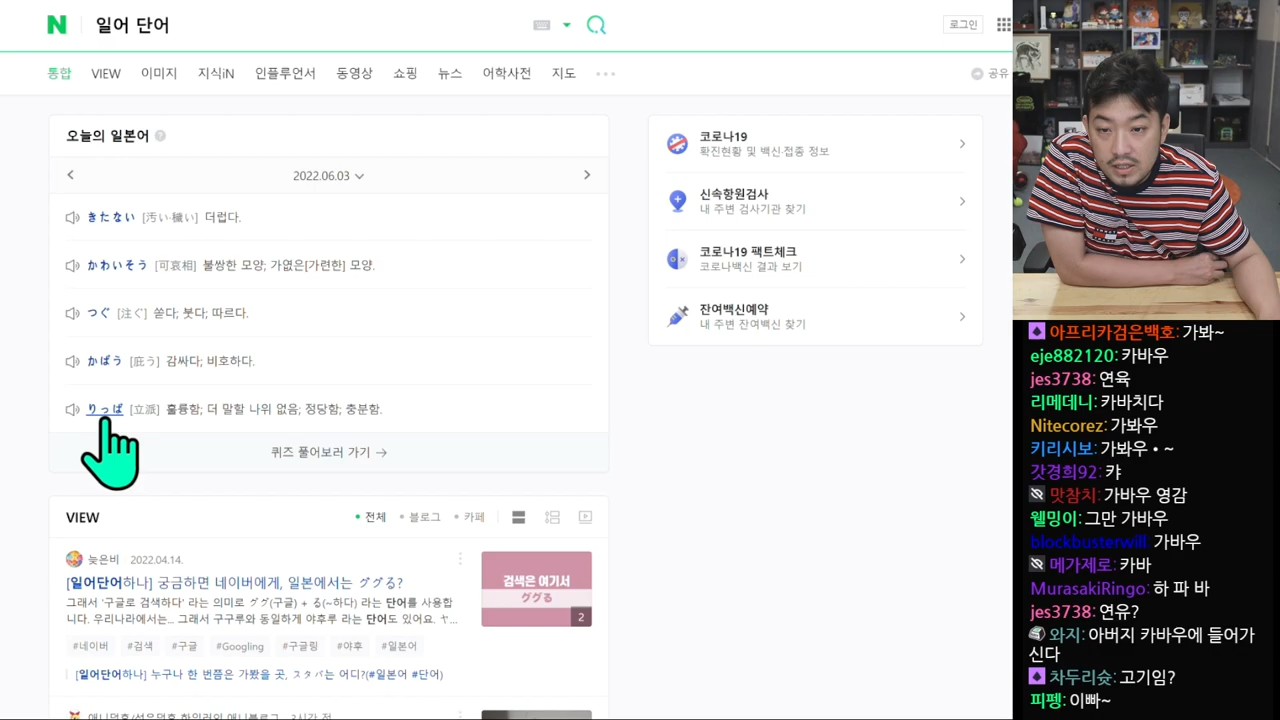 N 일어 단어
로그인
통합 VIEW 이미지 지식iN 인플루언서 동영상 쇼핑 뉴스 어학사전 지도
공유
오늘의 일본어
2022.06.03
きたない [汚い·穢い] 더럽다.
かわいそう [可哀相] 불쌍한 모양; 가엾은[가련한] 모양.
つぐ [注ぐ] 쏟다; 붓다; 따르다.
かばう [庇う] 감싸다; 비호하다.
りっぱ [立派] 훌륭함; 더 말할 나위 없음; 정당함; 충분함.
퀴즈 풀어보러 가기 →
코로나19
확진현황 및 백신·접종 정보
신속항원검사
내 주변 검사기관 찾기
코로나19 팩트체크
코로나백신 결과 보기
잔여백신예약
내 주변 잔여백신 찾기
VIEW
전체 블로그 카페
늦은비 2022.04.14.
[일어단어하나] 궁금하면 네이버에게, 일본에서는 ググる?
그래서 '구글로 검색하다' 라는 의미로 ググ(구글) + る(~하다) 라는 단어를 사용합
니다. 우리나라에서는... 그래서 구구루와 동일하게 야후루 라는 단어도 있어요. ヤ...
#네이버 #검색 #구글 #Googling #구글링 #야후 #일본어
[일어단어하나] 누구나 한 번쯤은 가봤을 곳, スタバ는 어디?(#일본어 #단어)
검색은 여기서
ググる
2
아프리카검은백호: 가봐~
eje882120: 카바우
jes3738: 연육
리메데니: 카바치다
Nitecorez: 가봐우
키리시보: 가봐우•~
갓경희92: 캬
맛참치: 가바우 영감
웰밍이: 그만 가바우
blockbusterwill: 가바우
메가제로: 카바
MurasakiRingo: 하 파 바
jes3738: 연유?
와지: 아버지 카바우에 들어가
신다
차두리슛: 고기임?
피펭: 이빠~